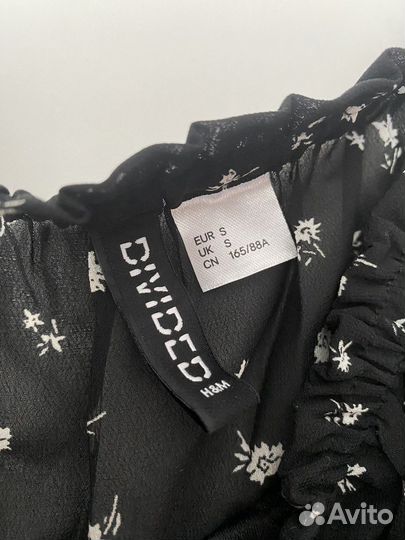 DIVIDED
H&M
EUR S
UK S
CN 165/88A
Avito